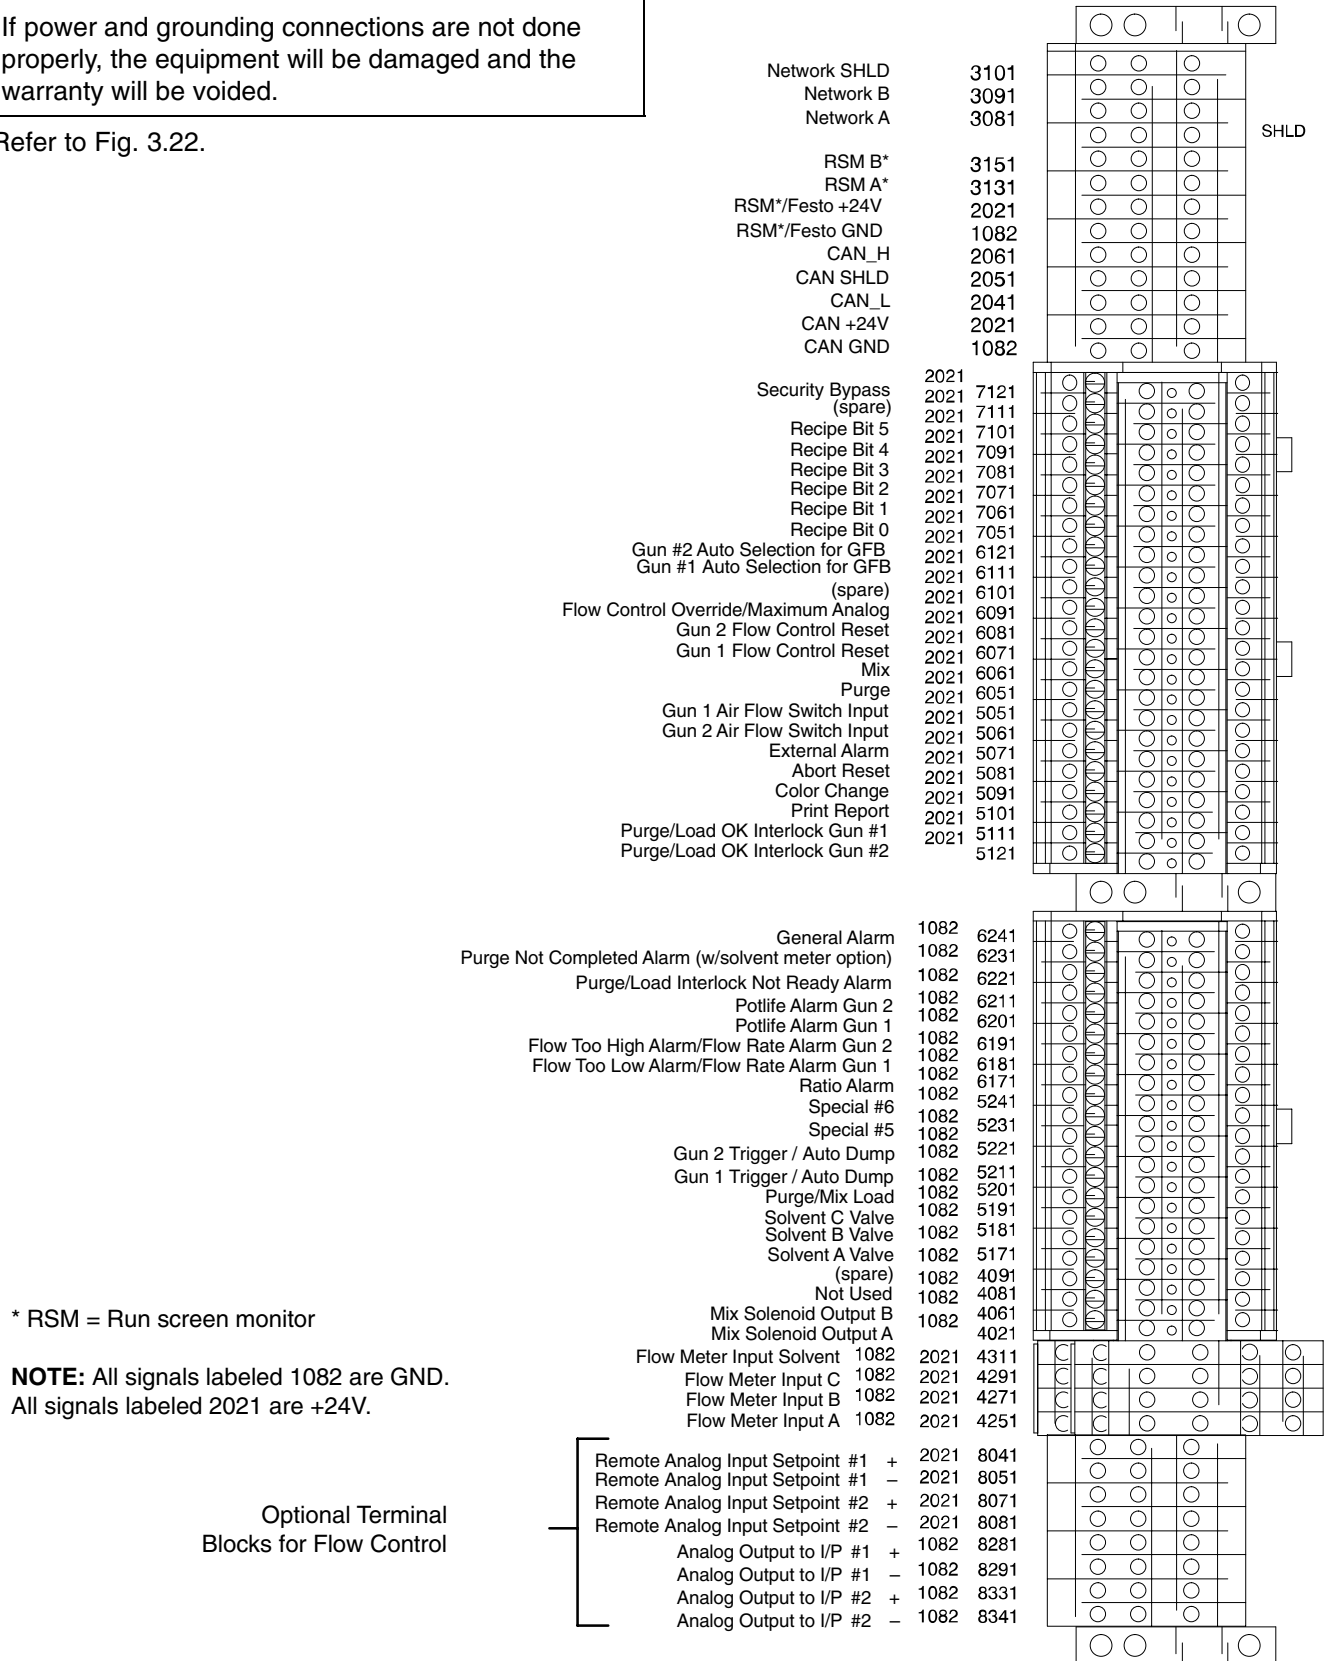 If power and grounding connections are not done
properly, the equipment will be damaged and the
warranty will be voided.
Refer to Fig. 3.22.
Network SHLD 3101
Network B 3091
Network A 3081
SHLD
RSM B* 3151
RSM A* 3131
RSM*/Festo +24V 2021
RSM*/Festo GND 1082
CAN_H 2061
CAN SHLD 2051
CAN_L 2041
CAN +24V 2021
CAN GND 1082
2021
Security Bypass 2021 7121
(spare) 2021 7111
Recipe Bit 5 2021 7101
Recipe Bit 4 2021 7091
Recipe Bit 3 2021 7081
Recipe Bit 2 2021 7071
Recipe Bit 1 2021 7061
Recipe Bit 0 2021 7051
Gun #2 Auto Selection for GFB 2021 6121
Gun #1 Auto Selection for GFB 2021 6111
(spare) 2021 6101
Flow Control Override/Maximum Analog 2021 6091
Gun 2 Flow Control Reset 2021 6081
Gun 1 Flow Control Reset 2021 6071
Mix 2021 6061
Purge 2021 6051
Gun 1 Air Flow Switch Input 2021 5051
Gun 2 Air Flow Switch Input 2021 5061
External Alarm 2021 5071
Abort Reset 2021 5081
Color Change 2021 5091
Print Report 2021 5101
Purge/Load OK Interlock Gun #1 2021 5111
Purge/Load OK Interlock Gun #2 5121
General Alarm 1082 6241
Purge Not Completed Alarm (w/solvent meter option) 1082 6231
Purge/Load Interlock Not Ready Alarm 1082 6221
Potlife Alarm Gun 2 1082 6211
Potlife Alarm Gun 1 1082 6201
Flow Too High Alarm/Flow Rate Alarm Gun 2 1082 6191
Flow Too Low Alarm/Flow Rate Alarm Gun 1 1082 6181
Ratio Alarm 1082 6171
Special #6 1082 5241
Special #5 1082 5231
1082
Gun 2 Trigger / Auto Dump 1082 5221
Gun 1 Trigger / Auto Dump 1082 5211
Purge/Mix Load 1082 5201
Solvent C Valve 1082 5191
Solvent B Valve 1082 5181
Solvent A Valve 1082 5171
(spare) 1082 4091
Not Used 1082 4081
Mix Solenoid Output B 1082 4061
Mix Solenoid Output A 4021
Flow Meter Input Solvent 1082 2021 4311
Flow Meter Input C 1082 2021 4291
Flow Meter Input B 1082 2021 4271
Flow Meter Input A 1082 2021 4251
* RSM = Run screen monitor
NOTE: All signals labeled 1082 are GND.
All signals labeled 2021 are +24V.
Optional Terminal
Blocks for Flow Control
Remote Analog Input Setpoint #1 + 2021 8041
Remote Analog Input Setpoint #1 – 2021 8051
Remote Analog Input Setpoint #2 + 2021 8071
Remote Analog Input Setpoint #2 – 2021 8081
Analog Output to I/P #1 + 1082 8281
Analog Output to I/P #1 – 1082 8291
Analog Output to I/P #2 + 1082 8331
Analog Output to I/P #2 – 1082 8341